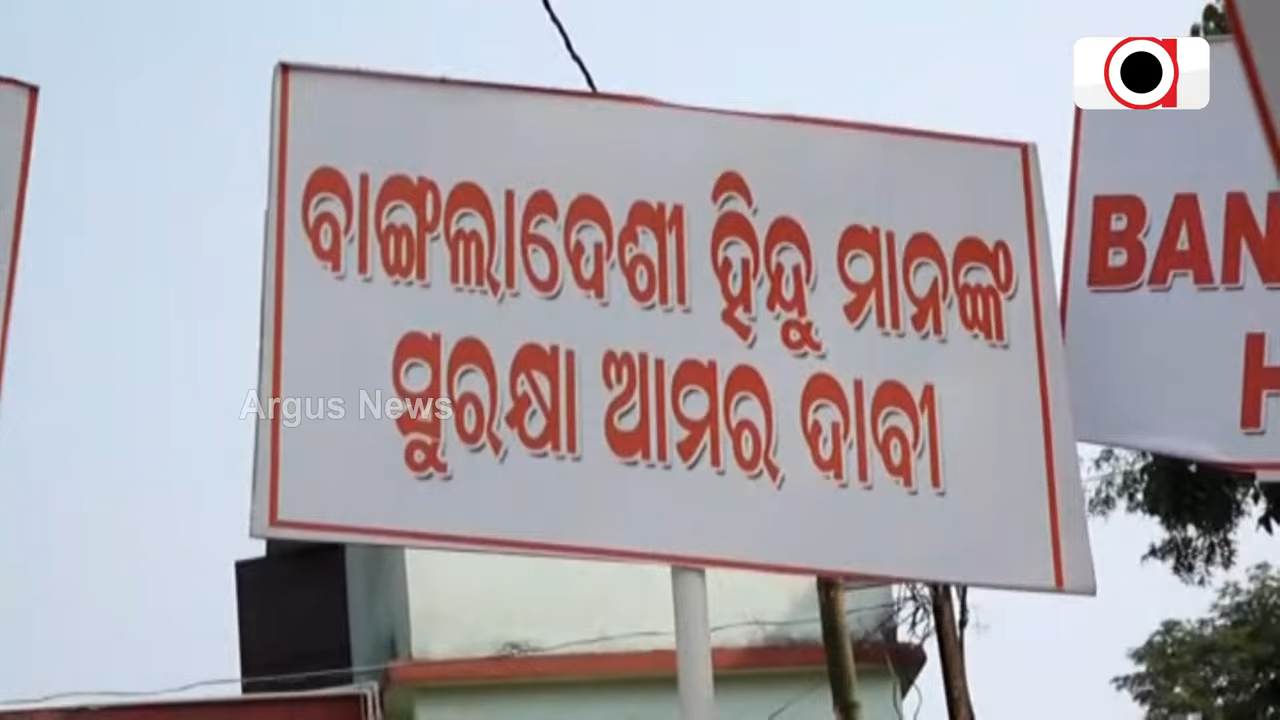 ବାଙ୍ଗଲାଦେଶୀ ହିନ୍ଦୁ ମାନଙ୍କ
ସୁରକ୍ଷା ଆମର ଦାବୀ
Argus News
BAN
H